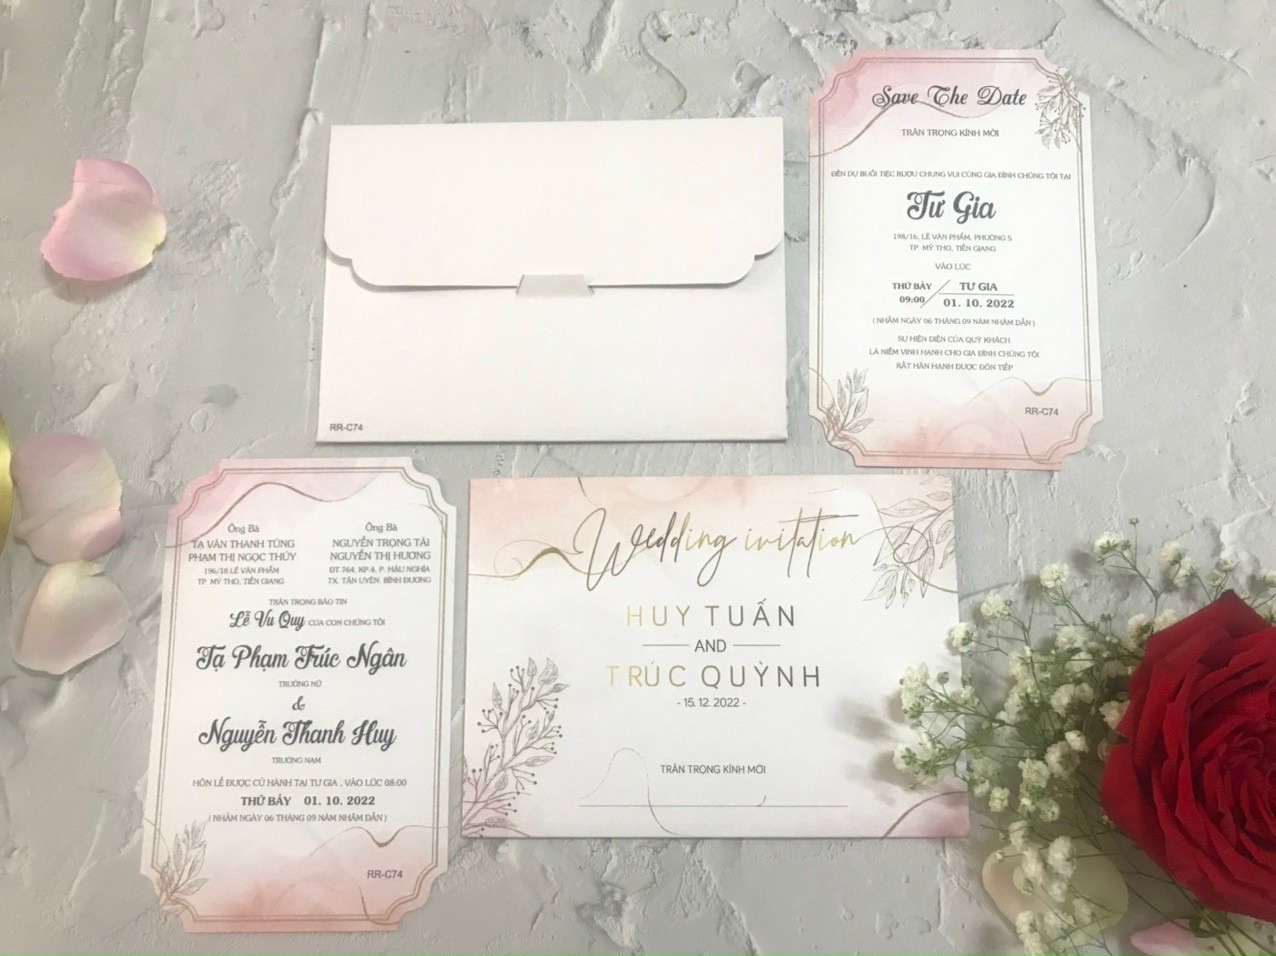 RR-C74
Save The Date
TRÂN TRỌNG KÍNH MỜI
ĐẾN DỰ BUỔI TIỆC RƯỢU CHUNG VUI CÙNG GIA ĐÌNH CHÚNG TÔI TẠI
Tư Gia
198/16, LÊ VĂN PHẨM, PHƯỜNG 5
TP. MỸ THO, TIỀN GIANG
VÀO LÚC
THỨ BẢY
09:00
TƯ GIA
01. 10. 2022
( NHẰM NGÀY 06 THÁNG 09 NĂM NHÂM DẦN )
SỰ HIỆN DIỆN CỦA QUÝ KHÁCH
LÀ NIỀM VINH HẠNH CHO GIA ĐÌNH CHÚNG TÔI
RẤT HÂN HẠNH ĐƯỢC ĐÓN TIẾP
RR-C74
Ông Bà
TẠ VĂN THANH TÙNG
PHẠM THỊ NGỌC THỦY
196/18 LÊ VĂN PHẨM
TP. MỸ THO, TIỀN GIANG
Ông Bà
NGUYỄN TRỌNG TÀI
NGUYỄN THỊ HƯƠNG
ĐT.764, KP 4, P. HẬU NGHĨA
TX. TÂN UYÊN, BÌNH DƯƠNG
TRÂN TRỌNG BÁO TIN
Lễ Vu Quy CỦA CON CHÚNG TÔI
Tạ Phạm Trúc Ngân
TRƯỞNG NỮ
&
Nguyễn Thanh Huy
TRƯỞNG NAM
HÔN LỄ ĐƯỢC CỬ HÀNH TẠI TƯ GIA , VÀO LÚC 08:00
THỨ BẢY 01. 10. 2022
( NHẰM NGÀY 06 THÁNG 09 NĂM NHÂM DẦN )
RR-C74
Wedding invitation
HUY TUẤN
AND
TRÚC QUỲNH
- 15. 12. 2022 -
TRÂN TRỌNG KÍNH MỜI